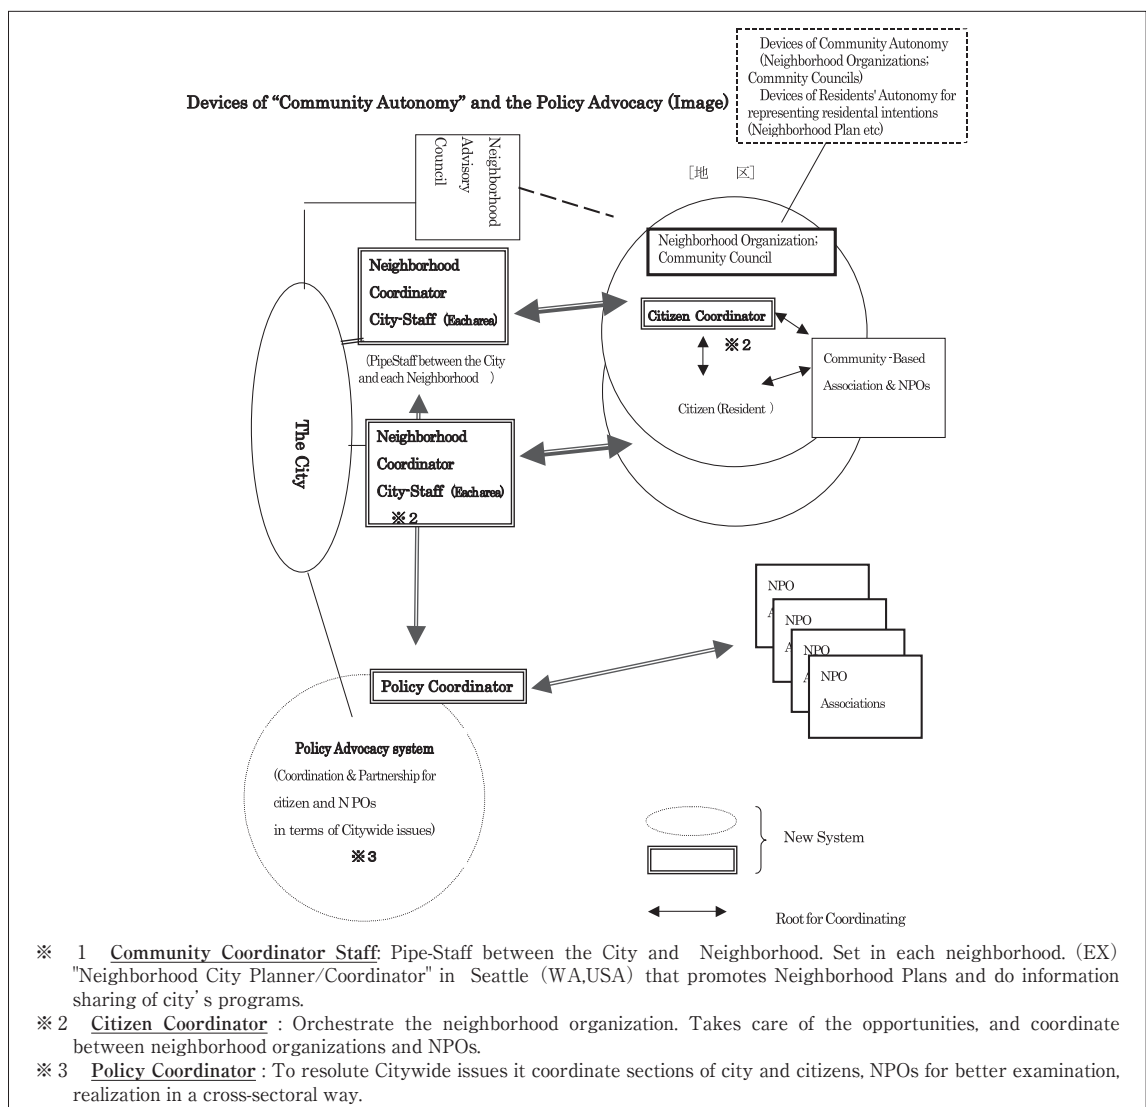 Devices of Community Autonomy
(Neighborhood Organizations;
Commnity Councils)
Devices of Residents' Autonomy for
representing residental intentions
(Neighborhood Plan etc)
Devices of “Community Autonomy” and the Policy Advocacy (Image)
Neighborhood
Advisory
Council
[地 区]
Neighborhood Organization;
Community Council
Neighborhood
Coordinator
City-Staff (Each area)
(PipeStaff between the City
and each Neighborhood )
Citizen Coordinator
※2
Community-Based
Association & NPOs
Citizen (Resident )
The City
Neighborhood
Coordinator
City-Staff (Each area)
※2
NPO
A
NPO
A
NPO
A
NPO
Associations
Policy Coordinator
Policy Advocacy system
(Coordination & Partnership for
citizen and N POs
in terms of Citywide issues)
※3
New System
Root for Coordinating
※ 1 Community Coordinator Staff: Pipe-Staff between the City and Neighborhood. Set in each neighborhood. (EX)
"Neighborhood City Planner/Coordinator" in Seattle (WA,USA) that promotes Neighborhood Plans and do information
sharing of city's programs.
※2 Citizen Coordinator : Orchestrate the neighborhood organization. Takes care of the opportunities, and coordinate
between neighborhood organizations and NPOs.
※3 Policy Coordinator : To resolute Citywide issues it coordinate sections of city and citizens, NPOs for better examination,
realization in a cross-sectoral way.